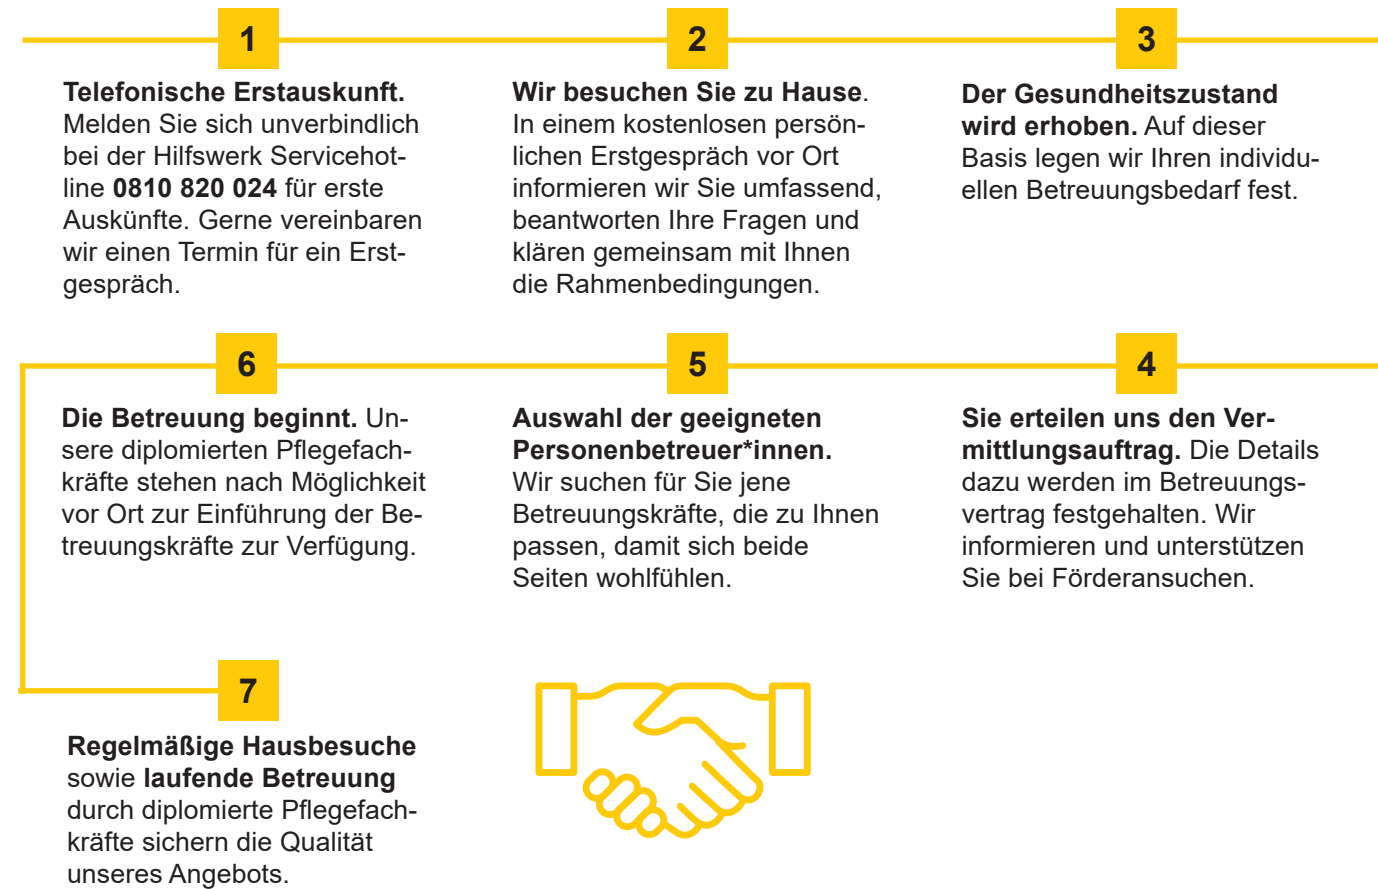 1
Telefonische Erstauskunft.
Melden Sie sich unverbindlich
bei der Hilfswerk Servicehot-
line 0810 820 024 für erste
Auskünfte. Gerne vereinbaren
wir einen Termin für ein Erst-
gespräch.
2
Wir besuchen Sie zu Hause.
In einem kostenlosen persön-
lichen Erstgespräch vor Ort
informieren wir Sie umfassend,
beantworten Ihre Fragen und
klären gemeinsam mit Ihnen
die Rahmenbedingungen.
3
Der Gesundheitszustand
wird erhoben. Auf dieser
Basis legen wir Ihren individu-
ellen Betreuungsbedarf fest.
4
Sie erteilen uns den Ver-
mittlungsauftrag. Die Details
dazu werden im Betreuungs-
vertrag festgehalten. Wir
informieren und unterstützen
Sie bei Förderansuchen.
5
Auswahl der geeigneten
Personenbetreuer*innen.
Wir suchen für Sie jene
Betreuungskräfte, die zu Ihnen
passen, damit sich beide
Seiten wohlfühlen.
6
Die Betreuung beginnt. Un-
sere diplomierten Pflegefach-
kräfte stehen nach Möglichkeit
vor Ort zur Einführung der Be-
treuungskräfte zur Verfügung.
7
Regelmäßige Hausbesuche
sowie laufende Betreuung
durch diplomierte Pflegefach-
kräfte sichern die Qualität
unseres Angebots.